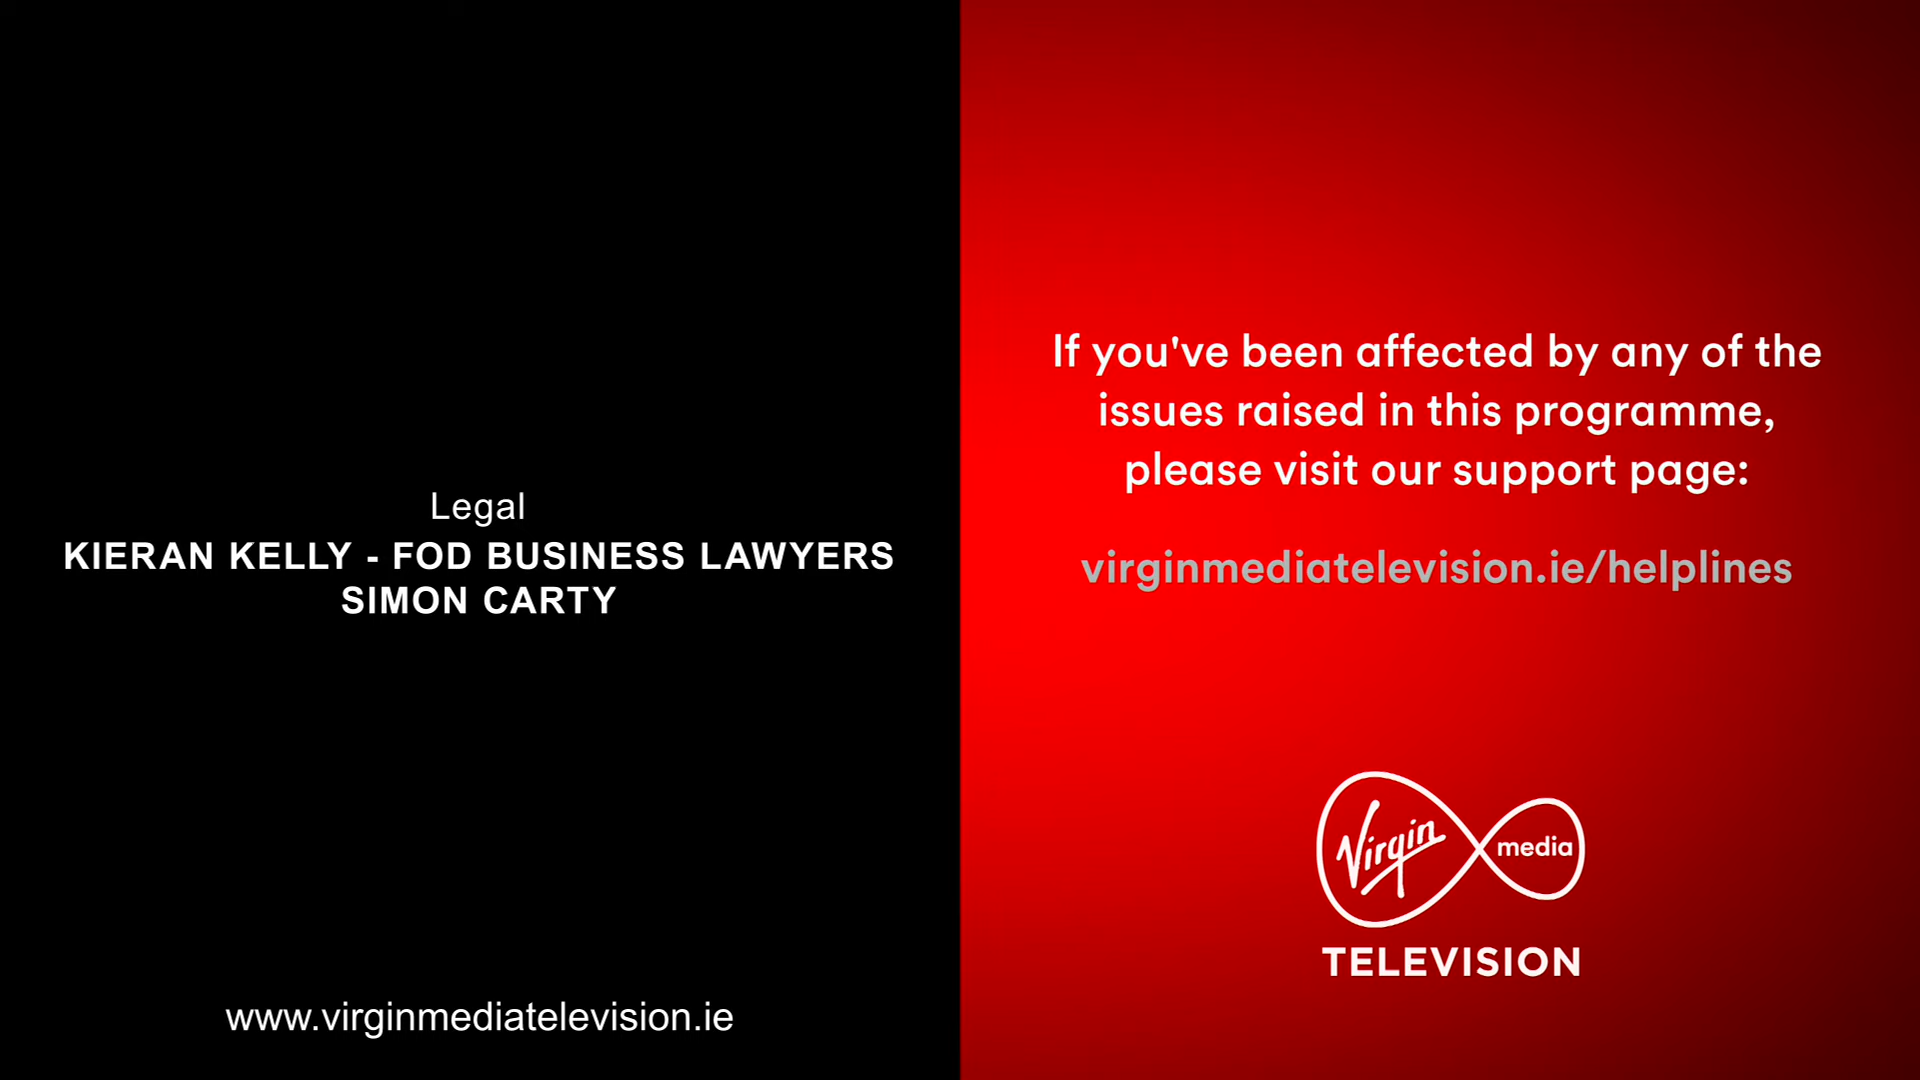 Legal
KIERAN KELLY - FOD BUSINESS LAWYERS
SIMON CARTY
www.virginmediatelevision.ie
If you've been affected by any of the
issues raised in this programme,
please visit our support page:
virginmediatelevision.ie/helplines
Virgin media
TELEVISION